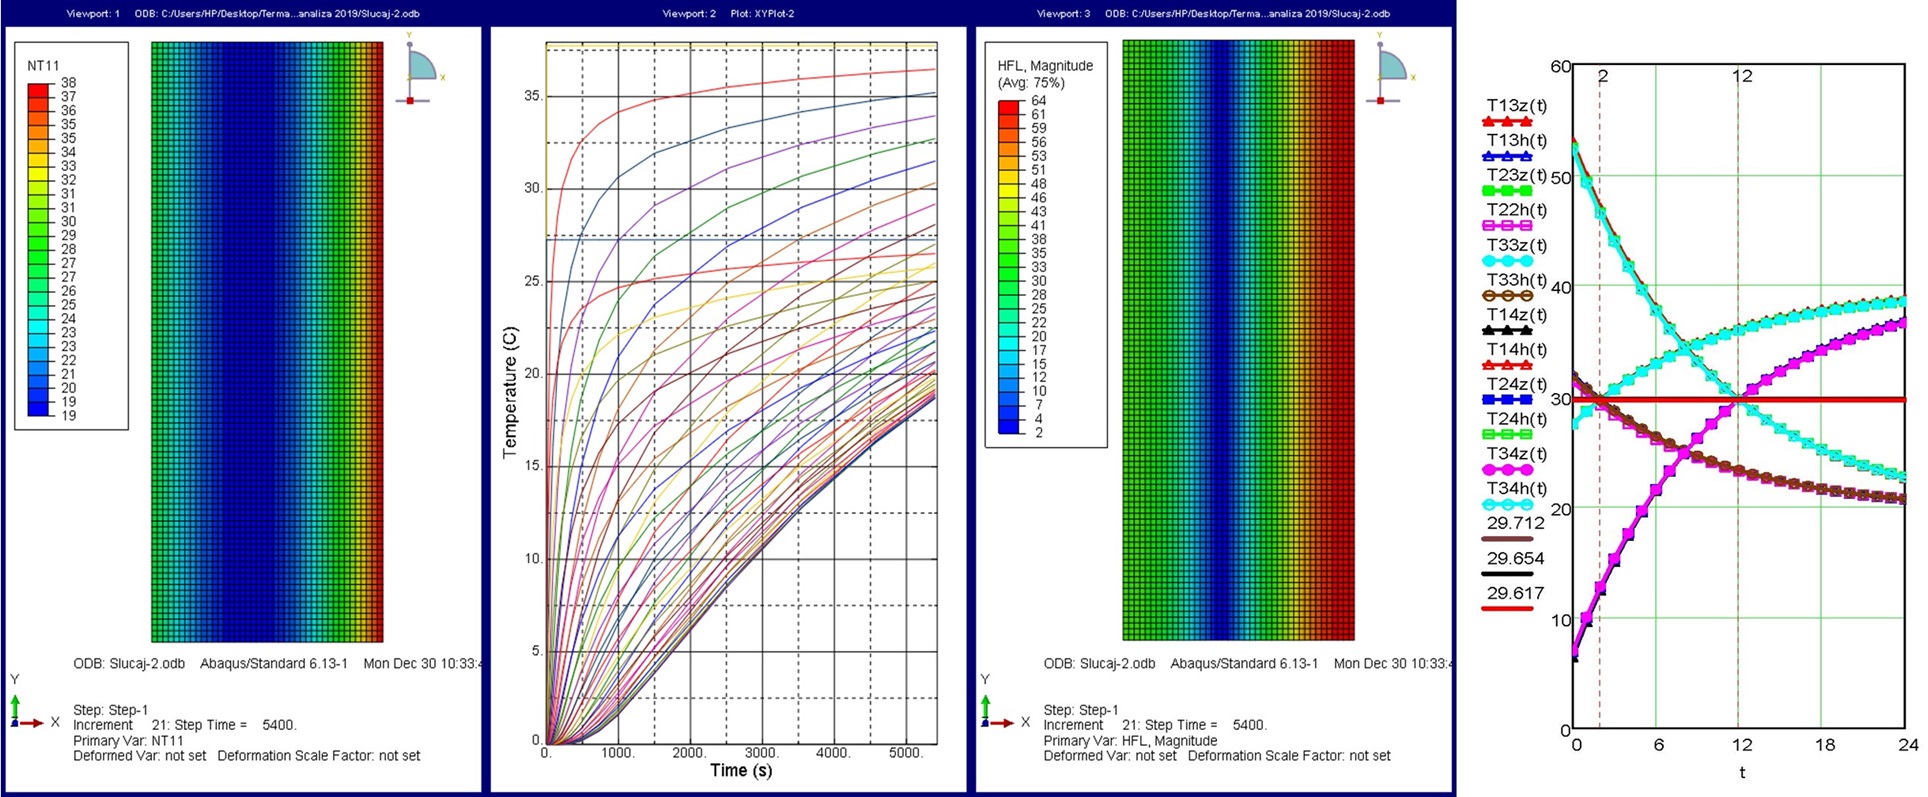 Viewport: 1 ODB: C:/Users/HP/Desktop/Terma...analiza 2019/Slucaj-2.odb
NT11
38
37
36
35
35
34
33
32
31
31
30
29
28
27
27
26
25
24
23
23
22
21
20
19
19
Y
X
Z
ODB: Slucaj-2.odb Abaqus/Standard 6.13-1 Mon Dec 30 10:33:4
Y
X
Step: Step-1
Increment 21: Step Time = 5400.
Primary Var: NT11
Deformed Var: not set Deformation Scale Factor: not set
Viewport: 2 Plot: XYPlot-2
Temperature (C)
35.
30.
25.
20.
15.
10.
5.
0.
0.
1000.
2000.
3000.
4000.
5000.
Time (s)
Viewport: 3 ODB: C:/Users/HP/Desktop/Terma...analiza 2019/Slucaj-2.odb
HFL, Magnitude
(Avg: 75%)
64
61
59
56
53
51
48
46
43
41
38
35
33
30
28
25
22
20
17
15
12
10
7
4
2
Y
X
Z
ODB: Slucaj-2.odb Abaqus/Standard 6.13-1 Mon Dec 30 10:33:4
Y
X
Step: Step-1
Increment 21: Step Time = 5400.
Primary Var: HFL, Magnitude
Deformed Var: not set Deformation Scale Factor: not set
T13z(t)
T13h(t)
T23z(t)
T22h(t)
T33z(t)
T33h(t)
T14z(t)
T14h(t)
T24z(t)
T24h(t)
T34z(t)
T34h(t)
29.712
29.654
29.617
60
50
40
30
20
10
0
2
12
0
6
12
18
24
t